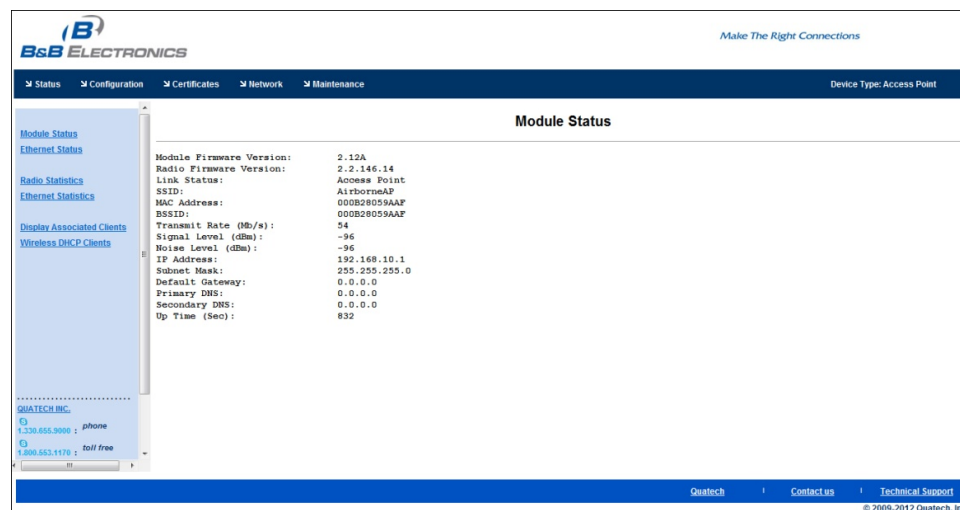 B&B ELECTRONICS
Make The Right Connections
Status Configuration Certificates Network Maintenance Device Type: Access Point
Module Status
Module Status
Ethernet Status
Radio Statistics
Ethernet Statistics
Display Associated Clients
Wireless DHCP Clients
Module Firmware Version: 2.12A
Radio Firmware Version: 2.2.146.14
Link Status: Access Point
SSID: AirborneAP
MAC Address: 000B28059AAF
BSSID: 000B28059AAF
Transmit Rate (Mb/s): 54
Signal Level (dBm): -96
Noise Level (dBm): -96
IP Address: 192.168.10.1
Subnet Mask: 255.255.255.0
Default Gateway: 0.0.0.0
Primary DNS: 0.0.0.0
Secondary DNS: 0.0.0.0
Up Time (Sec): 832
QUATECH INC.
1.330.655.9000 : phone
1.800.553.1170 : toll free
Quatech | Contact us | Technical Support
© 2009-2012 Quatech, In